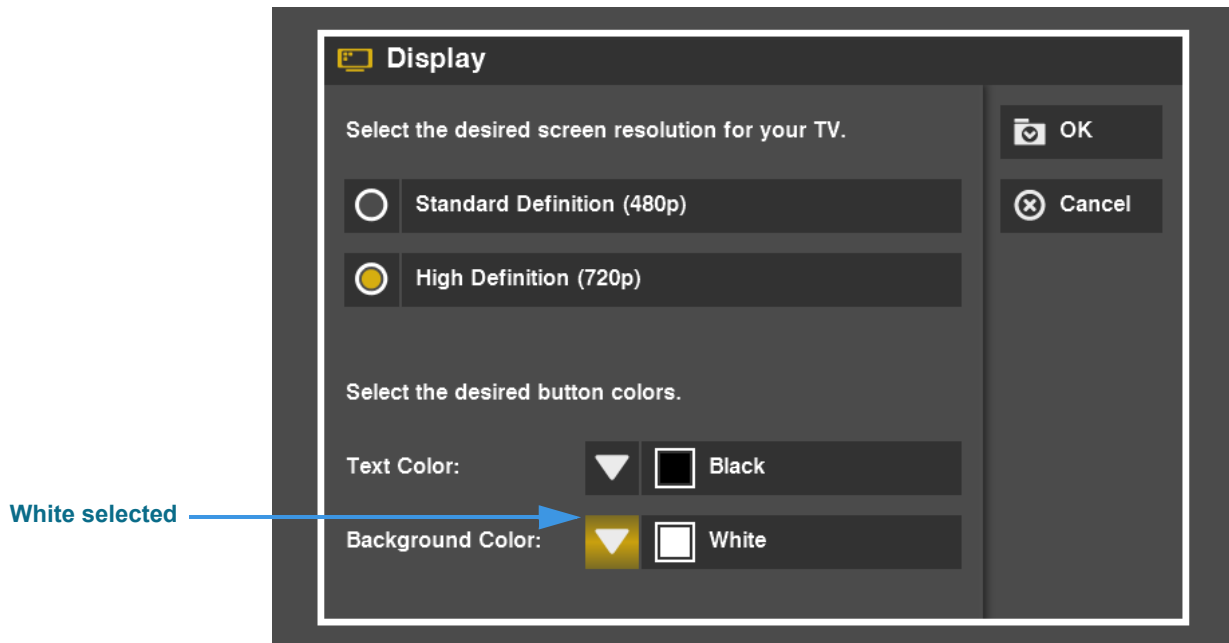 Display
Select the desired screen resolution for your TV.
OK
Standard Definition (480p)
Cancel
High Definition (720p)
Select the desired button colors.
Text Color:
Black
White selected
Background Color:
White